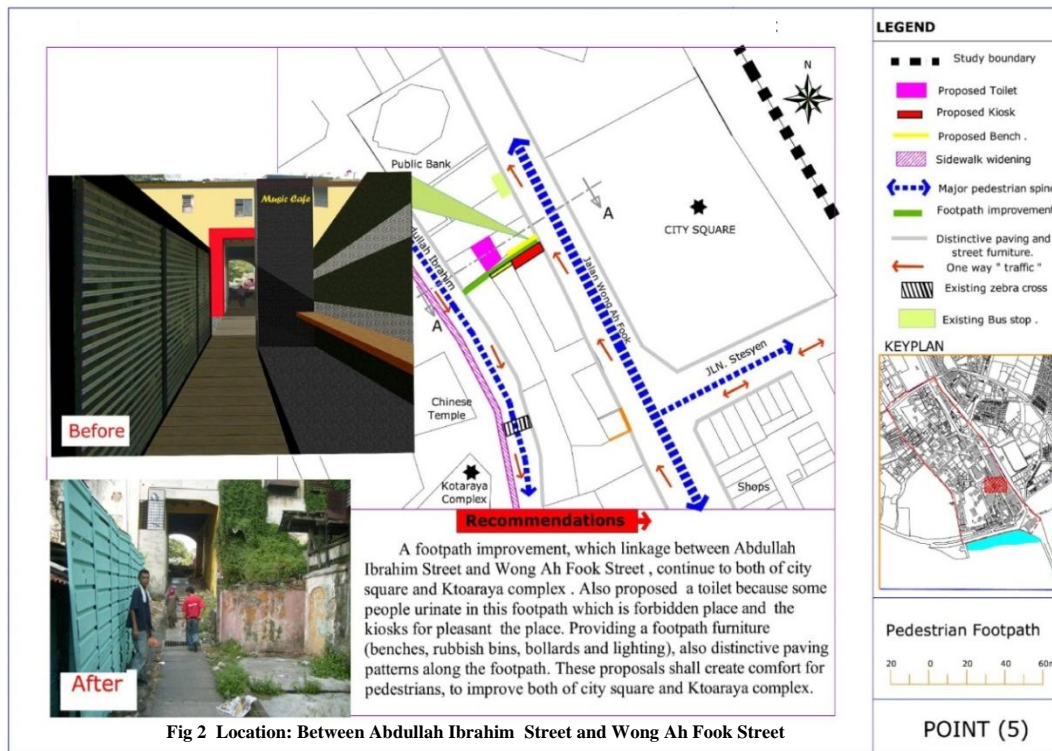 LEGEND
Study boundary
Proposed Toilet
Proposed Kiosk
Proposed Bench .
Sidewalk widening
Major pedestrian spine
Footpath improvement
Distinctive paving and
street furniture.
One way " traffic "
Existing zebra cross
Existing Bus stop .
KEYPLAN
Pedestrian Footpath
20 0 20 40 60m
POINT (5)
N
Public Bank
Music Cafe
A
CITY SQUARE
dullah Ibrahim
Jalan Wong Ah Fook
A
JLN. Stesyen
Chinese
Temple
Before
Kotaraya
Complex
Shops
After
Recommendations
A footpath improvement, which linkage between Abdullah
Ibrahim Street and Wong Ah Fook Street , continue to both of city
square and Ktoaraya complex . Also proposed a toilet because some
people urinate in this footpath which is forbidden place and the
kiosks for pleasant the place. Providing a footpath furniture
(benches, rubbish bins, bollards and lighting), also distinctive paving
patterns along the footpath. These proposals shall create comfort for
pedestrians, to improve both of city square and Ktoaraya complex.
Fig 2 Location: Between Abdullah Ibrahim Street and Wong Ah Fook Street